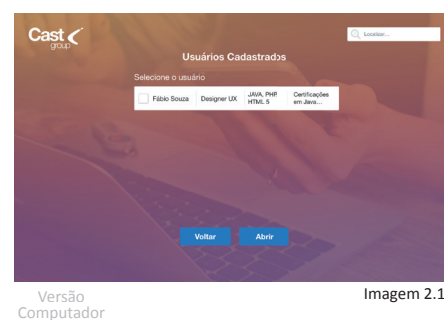 Cast
group
Localizar...
Usuários Cadastrados
Selecione o usuário
Fábio Souza
Designer UX
JAVA, PHP,
HTML 5
Certificações
em Java...
Voltar
Abrir
Versão
Computador
Imagem 2.1